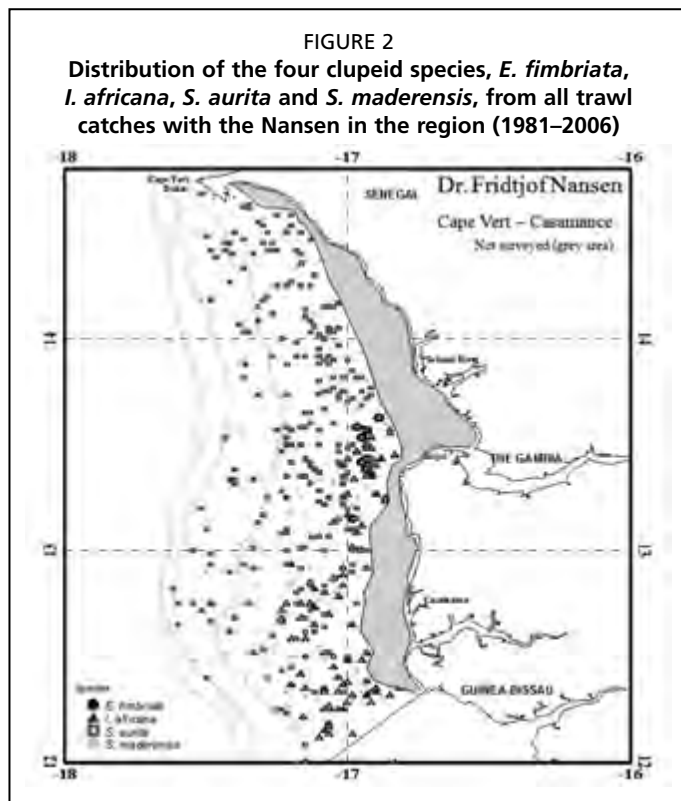 FIGURE 2
Distribution of the four clupeid species, E. fimbriata,
I. africana, S. aurita and S. maderensis, from all trawl
catches with the Nansen in the region (1981–2006)
-18 -17 -16
Cape Vert
SENEGAL
Dr. Fridtjof Nansen
Cape Vert – Casamance
Not surveyed (grey area)
14 14
THE GAMBIA
13 13
Casamance
GUINEA-BISSAU
Species
E. fimbriata
I. africana
S. aurita
S. maderensis
12 12
-18 -17 -16